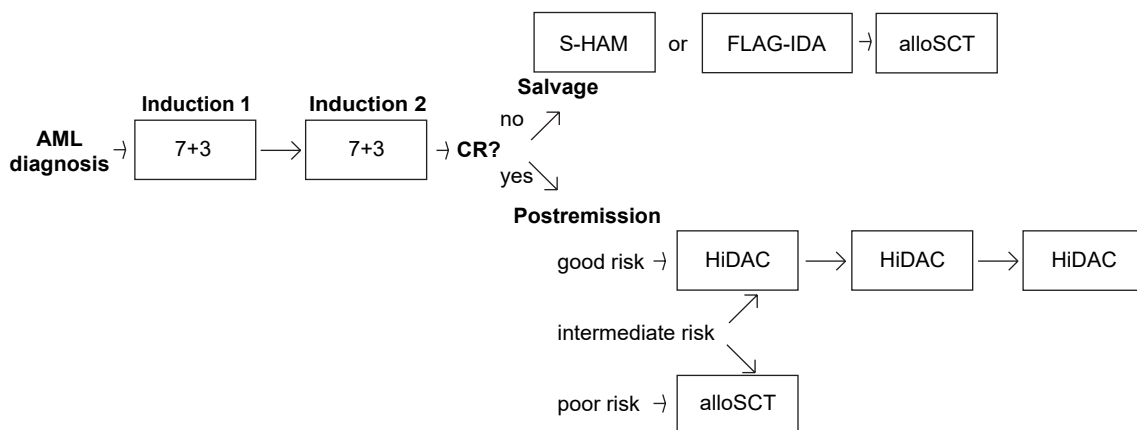 S-HAM or FLAG-IDA alloSCT
Salvage
Induction 1 Induction 2
no
AML
diagnosis
7+3 7+3 CR?
yes
Postremission
good risk HiDAC HiDAC HiDAC
intermediate risk
poor risk alloSCT